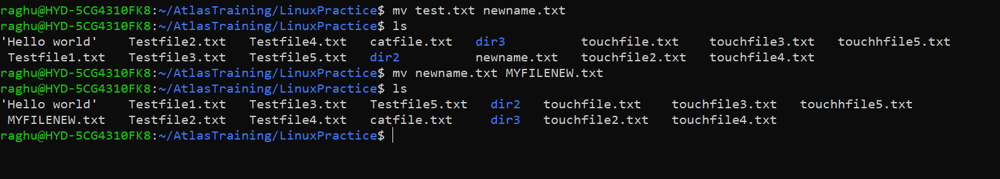 raghu@HYD-5CG4310FK8:~/AtlasTraining/LinuxPractice$ mv test.txt newname.txt
raghu@HYD-5CG4310FK8:~/AtlasTraining/LinuxPractice$ ls
'Hello world'    Testfile2.txt   Testfile4.txt   catfile.txt   dir3          touchfile.txt    touchfile3.txt   touchhfile5.txt
 Testfile1.txt   Testfile3.txt   Testfile5.txt   dir2          newname.txt   touchfile2.txt   touchfile4.txt
raghu@HYD-5CG4310FK8:~/AtlasTraining/LinuxPractice$ mv newname.txt MYFILENEW.txt
raghu@HYD-5CG4310FK8:~/AtlasTraining/LinuxPractice$ ls
'Hello world'    Testfile1.txt   Testfile3.txt   Testfile5.txt   dir2   touchfile.txt    touchfile3.txt   touchhfile5.txt
 MYFILENEW.txt   Testfile2.txt   Testfile4.txt   catfile.txt     dir3   touchfile2.txt   touchfile4.txt
raghu@HYD-5CG4310FK8:~/AtlasTraining/LinuxPractice$